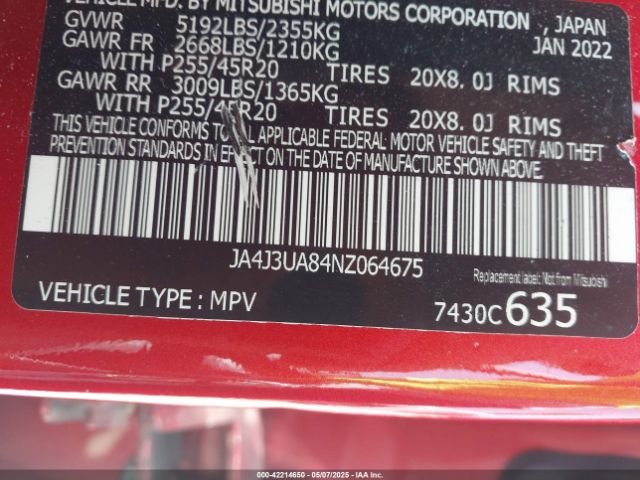 VEHICLE MFD. BY MITSUBISHI MOTORS CORPORATION , JAPAN
GVWR 5192LBS/2355KG JAN 2022
GAWR FR 2668LBS/1210KG
WITH P255/45R20 TIRES 20X8.0J RIMS
GAWR RR 3009LBS/1365KG
WITH P255/45R20 TIRES 20X8.0J RIMS
THIS VEHICLE CONFORMS TO ALL APPLICABLE FEDERAL MOTOR VEHICLE SAFETY AND THEFT
PREVENTION STANDARDS IN EFFECT ON THE DATE OF MANUFACTURE SHOWN ABOVE.
JA4J3UA84NZ064675
Replacement label: Not from Mitsubishi
VEHICLE TYPE : MPV 7430C635
000-42214650 - 05/07/2025 - IAA Inc.